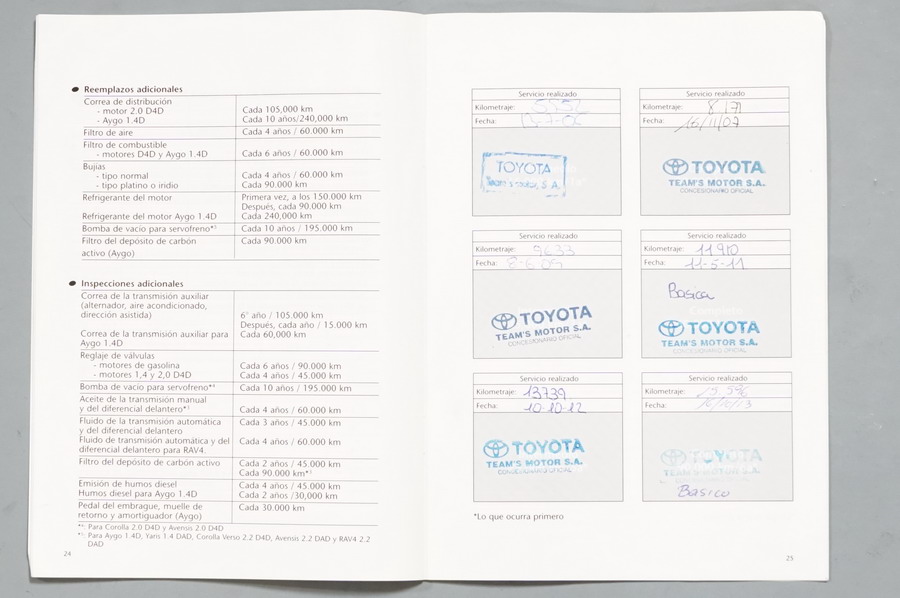 Reemplazos adicionales
Correa de distribución
- motor 2.0 D4D Cada 105,000 km
- Aygo 1.4D Cada 10 años/240,000 km
Filtro de aire Cada 4 años / 60.000 km
Filtro de combustible
- motores D4D y Aygo 1.4D Cada 6 años / 60.000 km
Bujías
- tipo normal Cada 4 años / 60.000 km
- tipo platino o indio Cada 90.000 km
Refrigerante del motor Primera vez, a los 150.000 km
Después, cada 90.000 km
Refrigerante del motor Aygo 1.4D Cada 240,000 km
Bomba de vacío para servofreno* Cada 10 años / 195.000 km
Filtro del depósito de carbón Cada 90.000 km
activo (Aygo)
Inspecciones adicionales
Correa de la transmisión auxiliar
(alternador, aire acondicionado,
dirección asistida) 6° año / 105.000 km
Después, cada año / 15.000 km
Correa de la transmisión auxiliar para Cada 60,000 km
Aygo 1.4D
Reglaje de válvulas
- motores de gasolina Cada 6 años / 90.000 km
- motores 1,4 y 2,0 D4D Cada 4 años / 45.000 km
Bomba de vacío para servofreno* Cada 10 años / 195.000 km
Aceite de la transmisión manual
y del diferencial delantero* Cada 4 años / 60.000 km
Fluido de la transmisión automática Cada 3 años / 45.000 km
y del diferencial delantero
Fluido de transmisión automática y del Cada 4 años / 60.000 km
diferencial delantero para RAV4
Filtro del depósito de carbón activo Cada 2 años / 45.000 km
Cada 90.000 km*
Emisión de humos diesel Cada 4 años / 45.000 km
Humos diesel para Aygo 1.4D Cada 2 años /30,000 km
Pedal del embrague, muelle de Cada 30.000 km
retorno y amortiguador (Aygo)
Para Corolla 2.0 D4D y Avensis 2.0 D4D
Para Aygo 1.4D, Yaris 1.4 DAD, Corolla Verso 2.2 D4D, Avensis 2.2 DAD y RAV4 2.2
DAD
24
Servicio realizado
Kilometraje: 5952
Fecha:
TOYOTA
Team's motor, S.A.
Servicio realizado
Kilometraje: 8.171
Fecha: 16/11/07
TOYOTA
TEAM'S MOTOR S.A.
CONCESIONARIO OFICIAL
Servicio realizado
Kilometraje: 9633
Fecha: 8-6-09
TOYOTA
TEAM'S MOTOR S.A.
CONCESIONARIO OFICIAL
Servicio realizado
Kilometraje: 11910
Fecha: 11-5-11
Basica
TOYOTA
TEAM'S MOTOR S.A.
CONCESIONARIO OFICIAL
Servicio realizado
Kilometraje: 13739
Fecha: 10-10-12
TOYOTA
TEAM'S MOTOR S.A.
CONCESIONARIO OFICIAL
Servicio realizado
Kilometraje:
Fecha:
TOYOTA
TEAM'S MOTOR S.A.
Basico
*Lo que ocurra primero
25